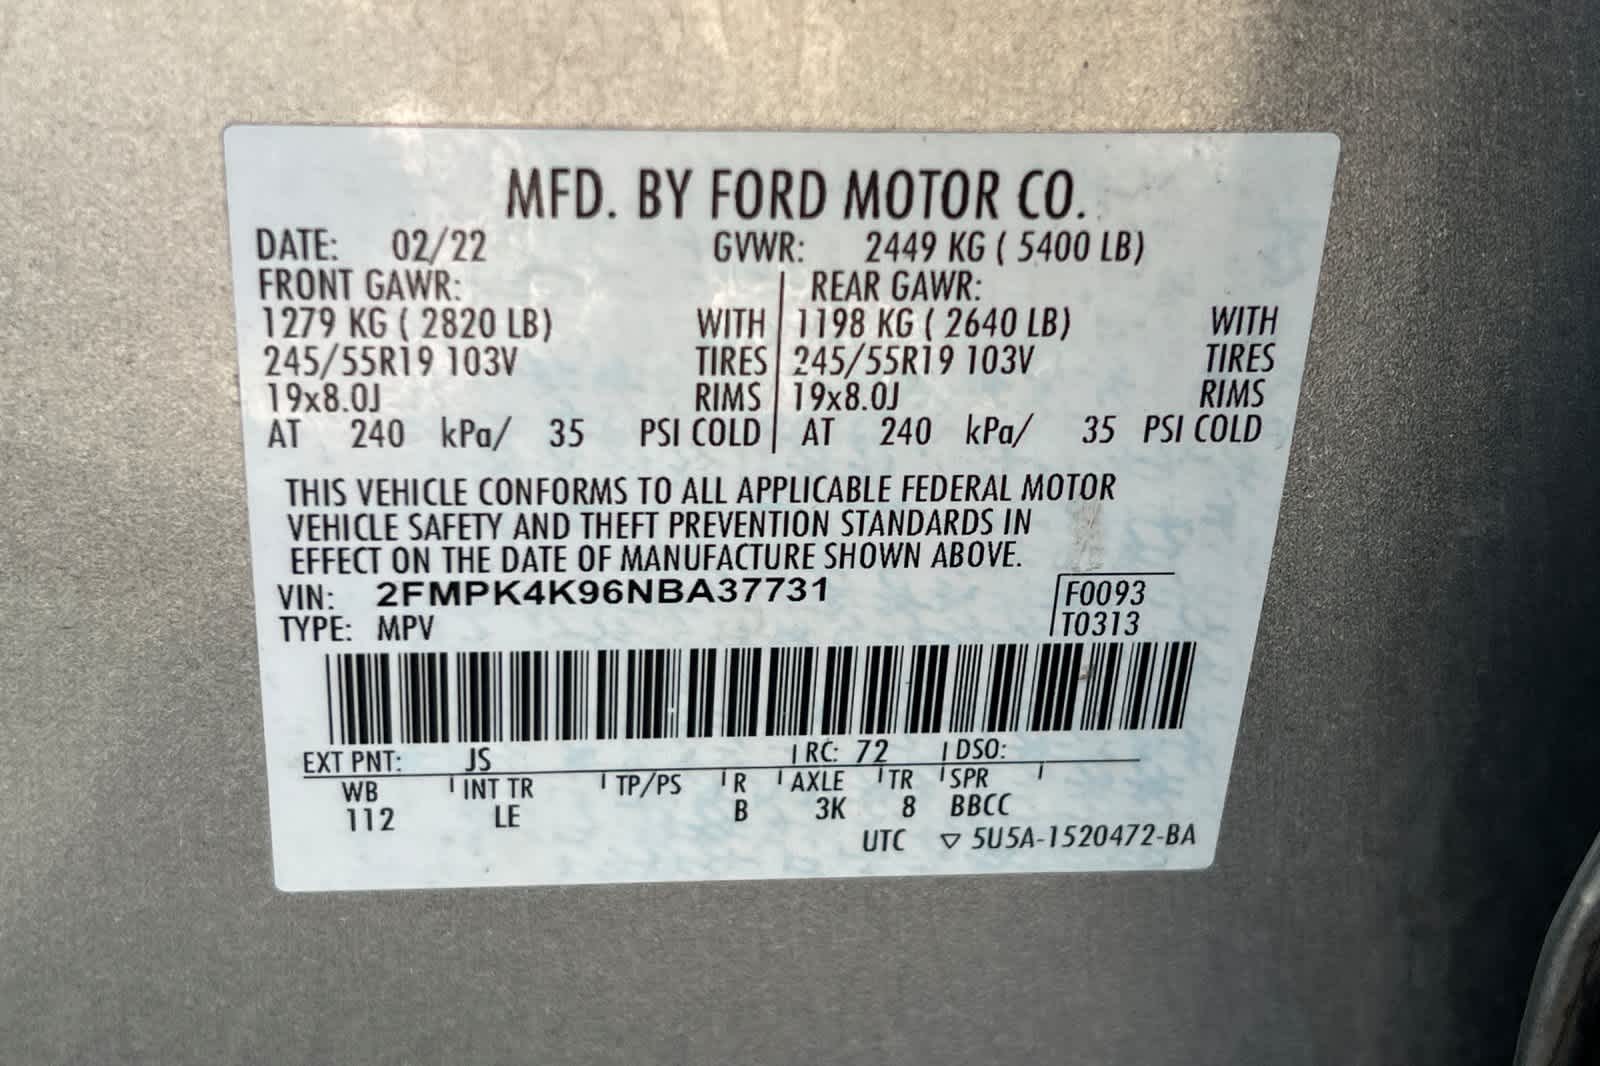 MFD. BY FORD MOTOR CO.
DATE: 02/22 GVWR: 2449 KG ( 5400 LB)
FRONT GAWR: REAR GAWR:
1279 KG ( 2820 LB) WITH 1198 KG ( 2640 LB) WITH
245/55R19 103V TIRES 245/55R19 103V TIRES
19x8.0J RIMS 19x8.0J RIMS
AT 240 kPa/ 35 PSI COLD AT 240 kPa/ 35 PSI COLD
THIS VEHICLE CONFORMS TO ALL APPLICABLE FEDERAL MOTOR
VEHICLE SAFETY AND THEFT PREVENTION STANDARDS IN
EFFECT ON THE DATE OF MANUFACTURE SHOWN ABOVE.
VIN: 2FMPK4K96NBA37731 F0093
TYPE: MPV T0313
EXT PNT: JS RC: 72 DSO:
WB INT TR TP/PS R AXLE TR SPR
112 LE B 3K 8 BBCC
UTC ▽ 5U5A-1520472-BA